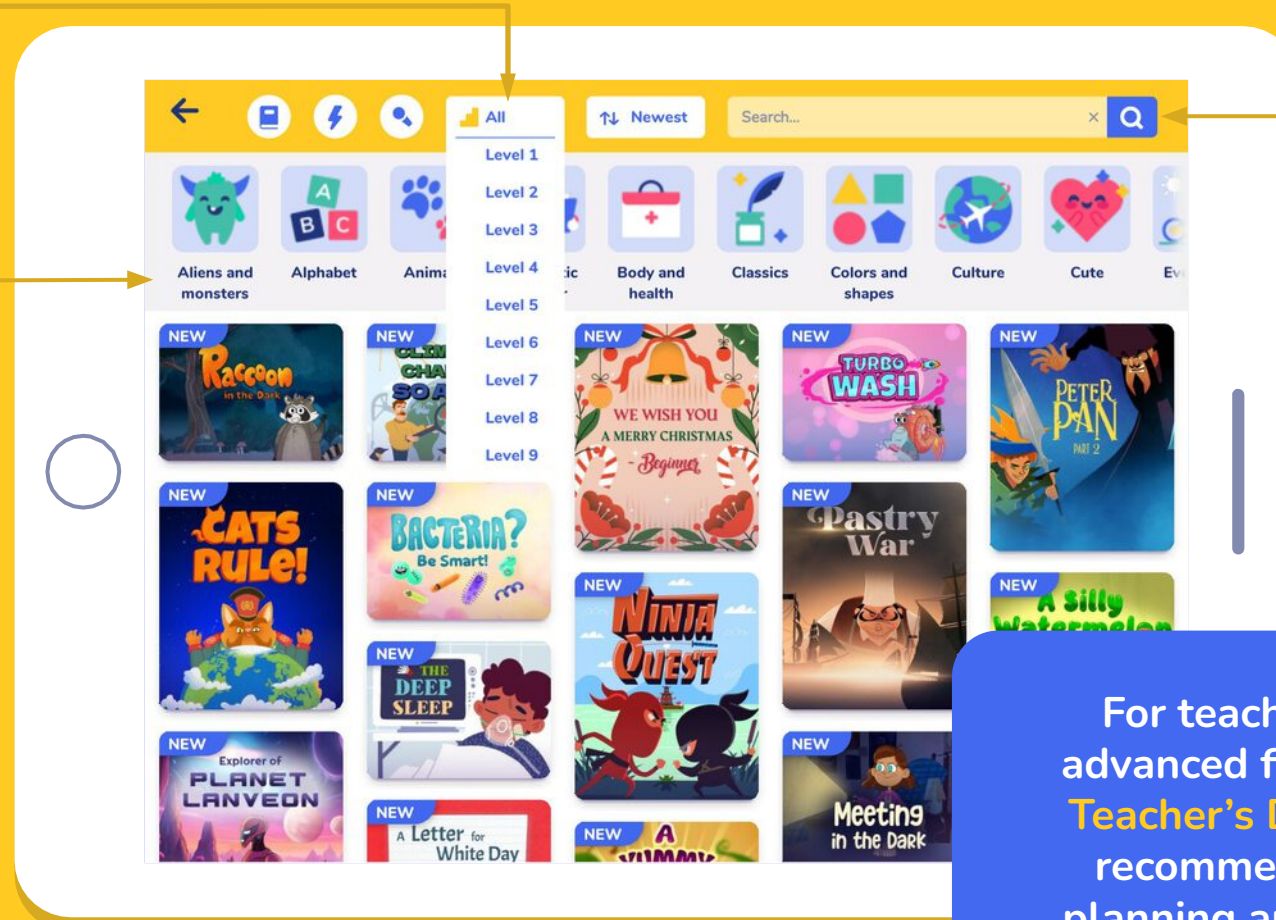 All
Newest
Search...
Level 1
Level 2
Level 3
Level 4
Level 5
Level 6
Level 7
Level 8
Level 9
A
B C
Aliens and
monsters
Alphabet
Body and
health
Classics
Colors and
shapes
Culture
Cute
NEW
Raccoon
in the Dark
NEW
SO
NEW
WE WISH YOU
A MERRY CHRISTMAS
- Beginner
NEW
TURBO
WASH
NEW
PETER
PAN
PART 2
NEW
CATS
RULE!
NEW
BACTERIA?
Be Smart!
NEW
NINJA
QUEST
NEW
Pastry
War
NEW
A Silly
Watermelon
NEW
THE
DEEP
SLEEP
NEW
Explorer of
PLANET
LANVEON
NEW
A Letter for
White Day
NEW
A
YUMMY
NEW
Meeting
in the Dark
For
advanced
Teacher's
planning